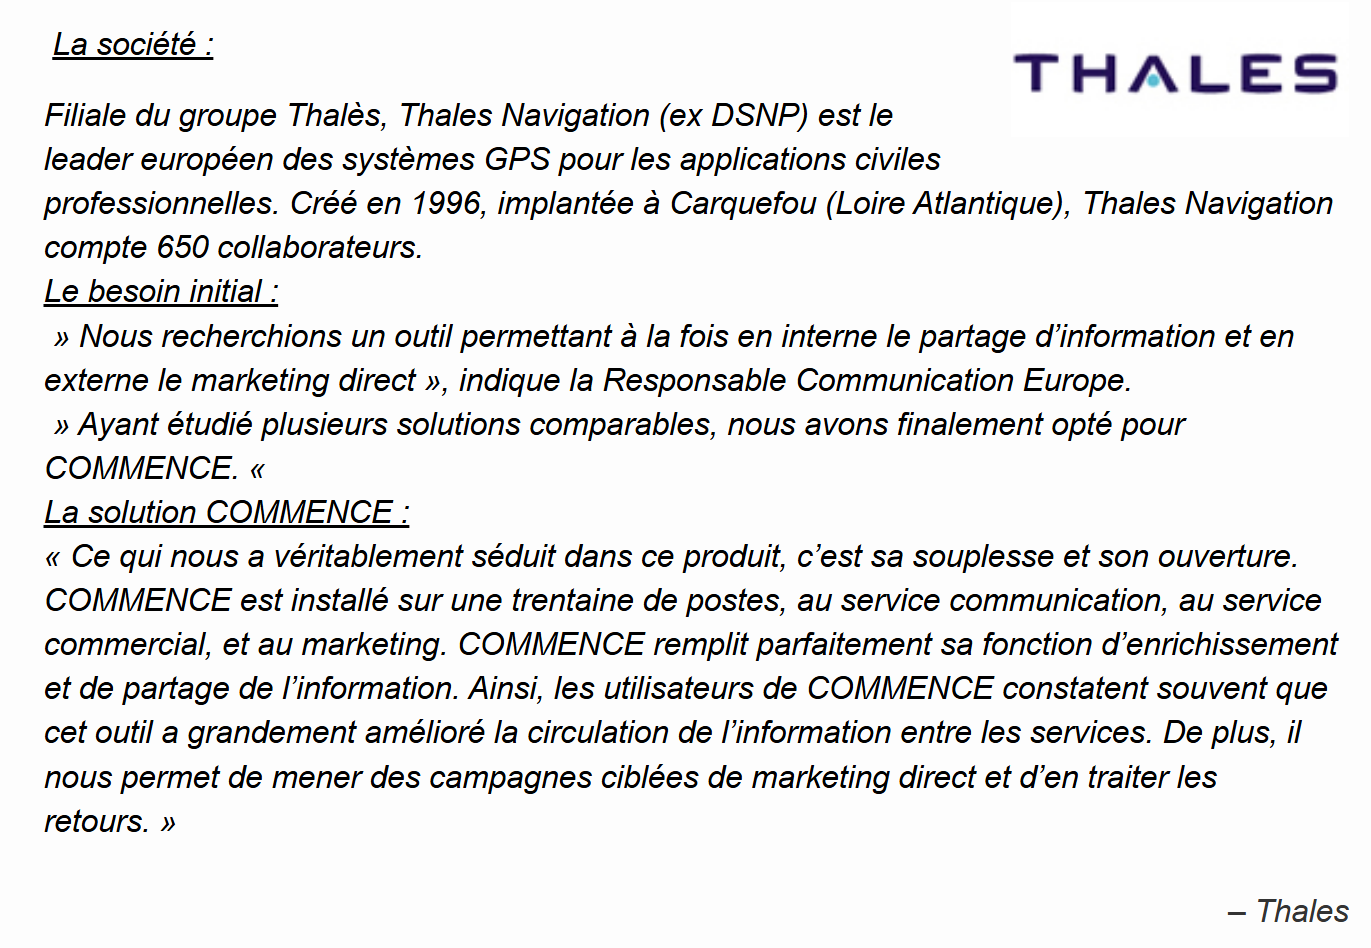 La société :
THALES
Filiale du groupe Thalès, Thales Navigation (ex DSNP) est le
leader européen des systèmes GPS pour les applications civiles
professionnelles. Créé en 1996, implantée à Carquefou (Loire Atlantique), Thales Navigation
compte 650 collaborateurs.
Le besoin initial :
» Nous recherchions un outil permettant à la fois en interne le partage d’information et en
externe le marketing direct », indique la Responsable Communication Europe.
» Ayant étudié plusieurs solutions comparables, nous avons finalement opté pour
COMMENCE. «
La solution COMMENCE :
« Ce qui nous a véritablement séduit dans ce produit, c’est sa souplesse et son ouverture.
COMMENCE est installé sur une trentaine de postes, au service communication, au service
commercial, et au marketing. COMMENCE remplit parfaitement sa fonction d’enrichissement
et de partage de l’information. Ainsi, les utilisateurs de COMMENCE constatent souvent que
cet outil a grandement amélioré la circulation de l’information entre les services. De plus, il
nous permet de mener des campagnes ciblées de marketing direct et d’en traiter les
retours. »
– Thales